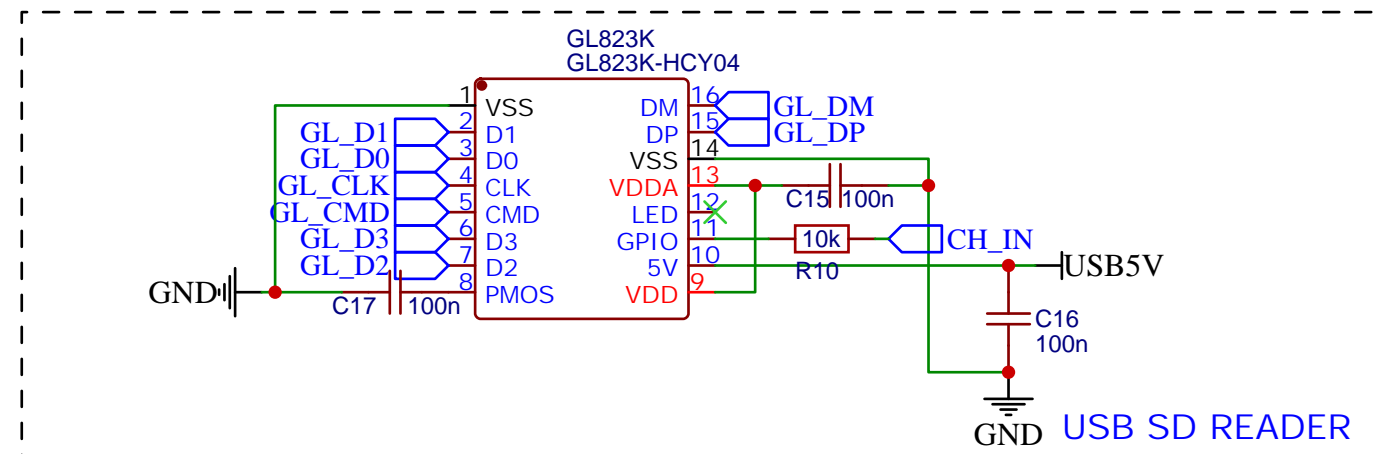 GL823K
GL823K-HCY04
1 VSS DM 16 GL_DM
GL_D1 2 D1 DP 15 GL_DP
GL_D0 3 D0 VSS 14
GL_CLK 4 CLK VDDA 13 C15 100n
GL_CMD 5 CMD LED 12
GL_D3 6 D3 GPIO 11 10k CH_IN
R10
GL_D2 7 D2 5V 10 USB5V
GND C17 100n 8 PMOS VDD 9
C16
100n
GND USB SD READER